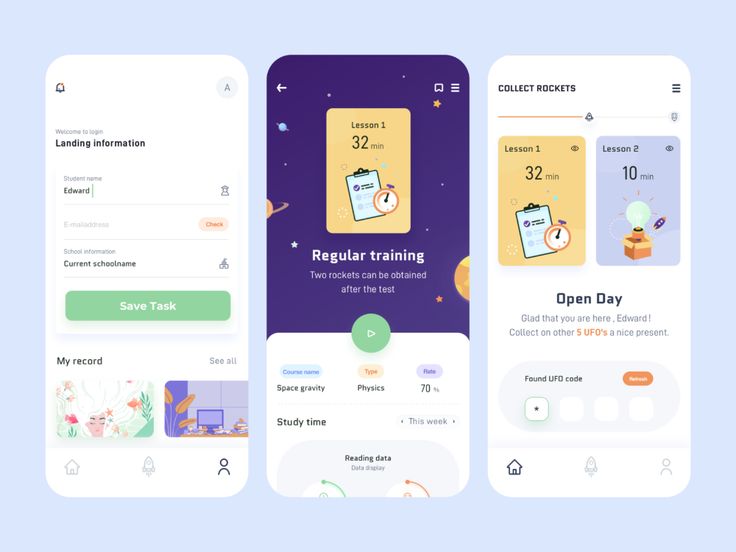 A
Welcome to login
Landing information
Student name
Edward
E-mailaddress
Check
School information
Current schoolname
Save Task
My record
See all
Lesson 1
32 min
Regular training
Two rockets can be obtained
after the test
Course name
Type
Rate
Space gravity
Physics
70 %
Study time
‹ This week ›
Reading data
Data display
COLLECT ROCKETS
Lesson 1
32 min
Lesson 2
10 min
Open Day
Glad that you are here , Edward !
Collect on other 5 UFO's a nice present.
Found UFO code
Refresh
*